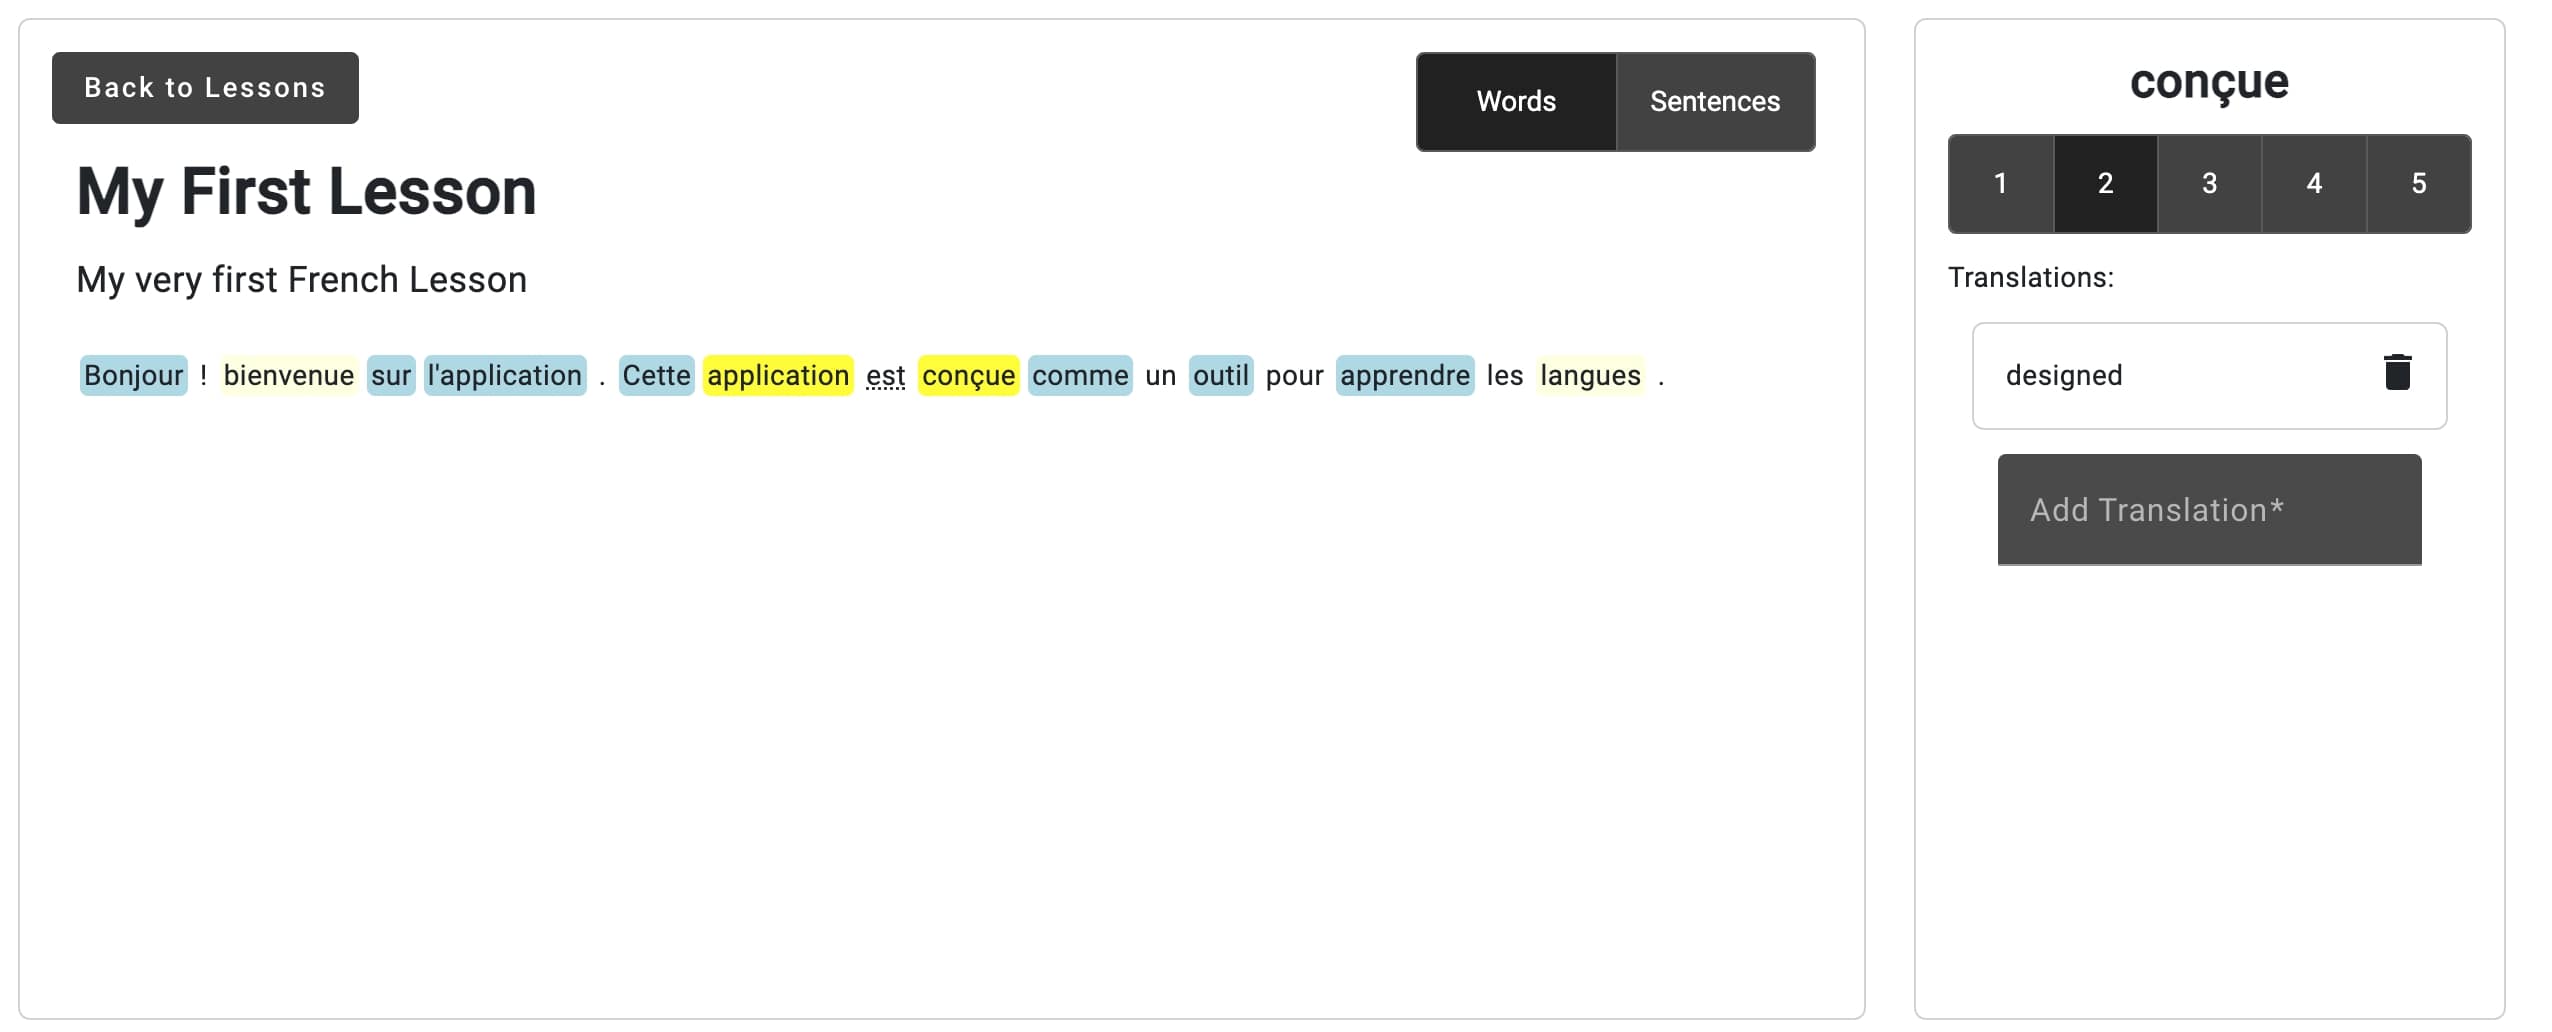 Back to Lessons
Words Sentences
My First Lesson
My very first French Lesson
Bonjour ! bienvenue sur l'application . Cette application est conçue comme un outil pour apprendre les langues .
conçue
1 2 3 4 5
Translations:
designed
Add Translation*